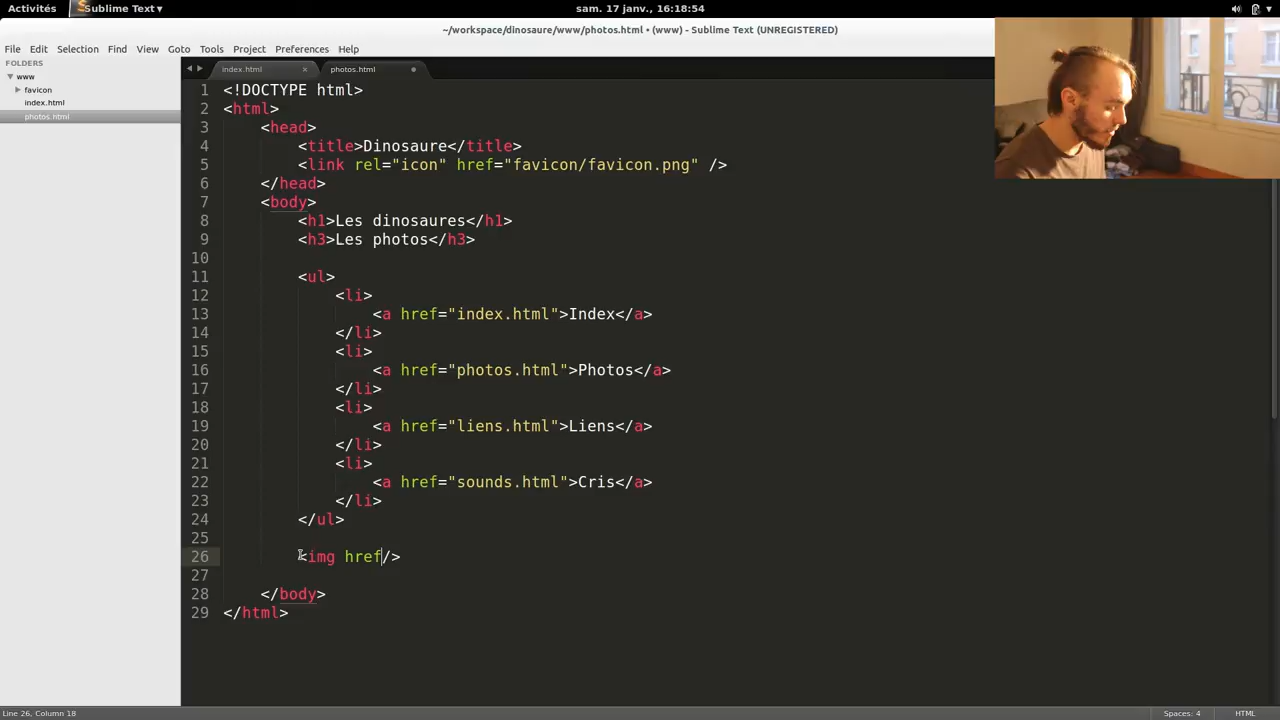 Activités
Sublime Text▾
sam. 17 janv., 16:18:54
~/workspace/dinosaure/www/photos.html • (www) - Sublime Text (UNREGISTERED)
File Edit Selection Find View Goto Tools Project Preferences Help
FOLDERS
www
favicon
index.html
photos.html
index.html ×
photos.html
1 <!DOCTYPE html>
2 <html>
3 <head>
4 <title>Dinosaure</title>
5 <link rel="icon" href="favicon/favicon.png" />
6 </head>
7 <body>
8 <h1>Les dinosaures</h1>
9 <h3>Les photos</h3>
10
11 <ul>
12 <li>
13 <a href="index.html">Index</a>
14 </li>
15 <li>
16 <a href="photos.html">Photos</a>
17 </li>
18 <li>
19 <a href="liens.html">Liens</a>
20 </li>
21 <li>
22 <a href="sounds.html">Cris</a>
23 </li>
24 </ul>
25
26 <img href/>
27
28 </body>
29 </html>
Line 26, Column 18
Spaces: 4
HTML